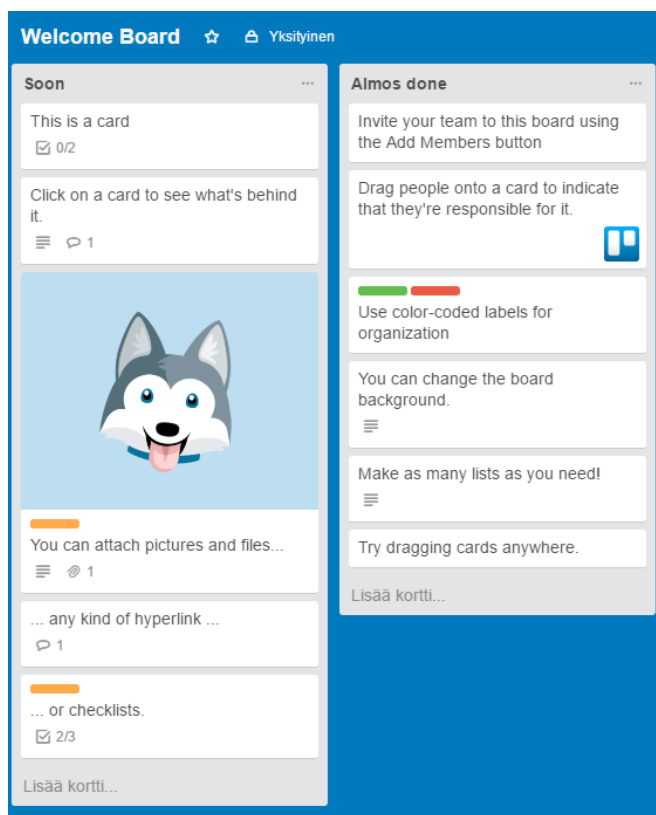 Welcome Board
Yksityinen
Soon
This is a card
0/2
Click on a card to see what's behind
it.
1
You can attach pictures and files...
1
... any kind of hyperlink ...
1
... or checklists.
2/3
Lisää kortti...
Almos done
Invite your team to this board using
the Add Members button
Drag people onto a card to indicate
that they're responsible for it.
Use color-coded labels for
organization
You can change the board
background.
Make as many lists as you need!
Try dragging cards anywhere.
Lisää kortti...